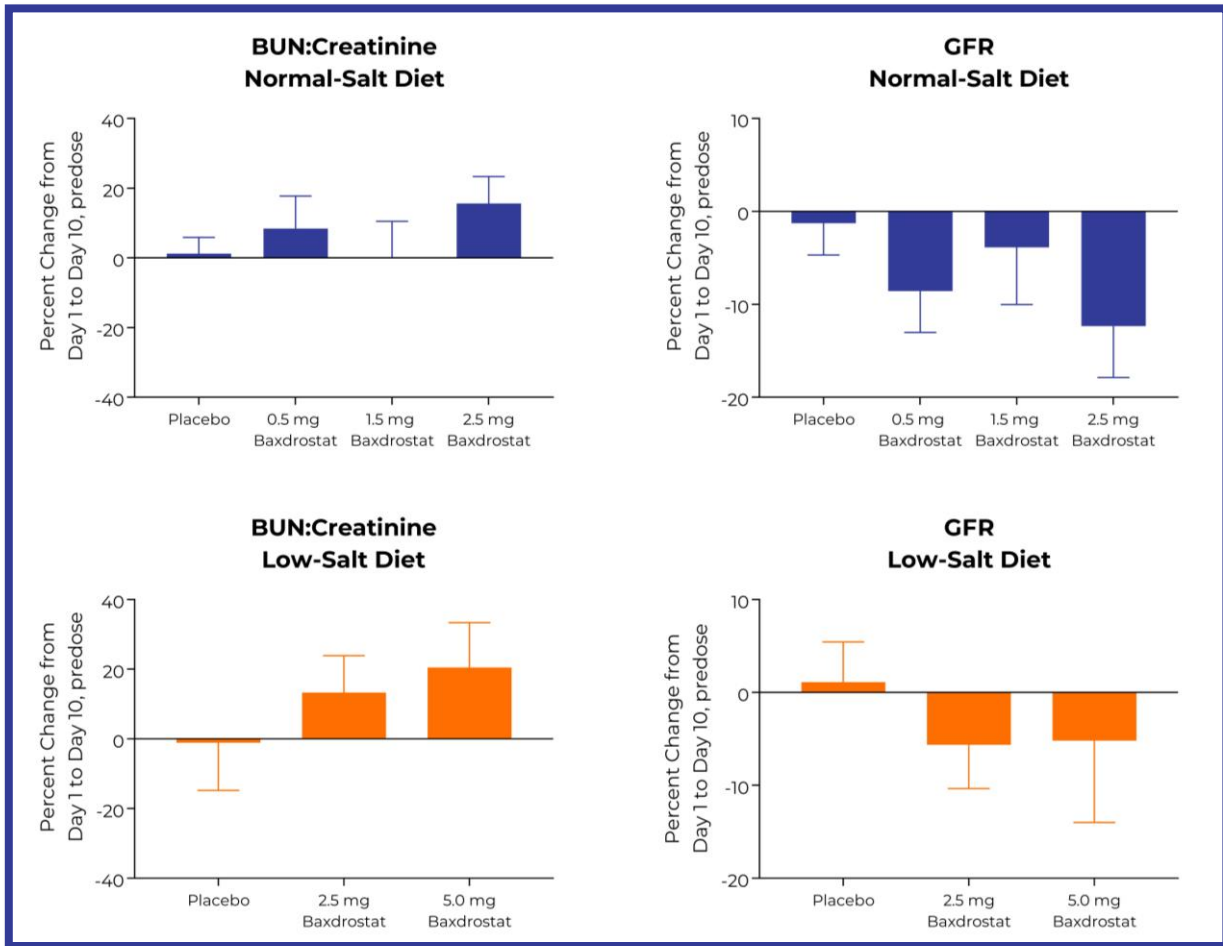 BUN:Creatinine
Normal-Salt Diet
Percent Change from
Day 1 to Day 10, predose
40
20
0
-20
-40
Placebo
0.5 mg
Baxdrostat
1.5 mg
Baxdrostat
2.5 mg
Baxdrostat
GFR
Normal-Salt Diet
Percent Change from
Day 1 to Day 10, predose
10
0
-10
-20
Placebo
0.5 mg
Baxdrostat
1.5 mg
Baxdrostat
2.5 mg
Baxdrostat
BUN:Creatinine
Low-Salt Diet
Percent Change from
Day 1 to Day 10, predose
40
20
0
-20
-40
Placebo
2.5 mg
Baxdrostat
5.0 mg
Baxdrostat
GFR
Low-Salt Diet
Percent Change from
Day 1 to Day 10, predose
10
0
-10
-20
Placebo
2.5 mg
Baxdrostat
5.0 mg
Baxdrostat